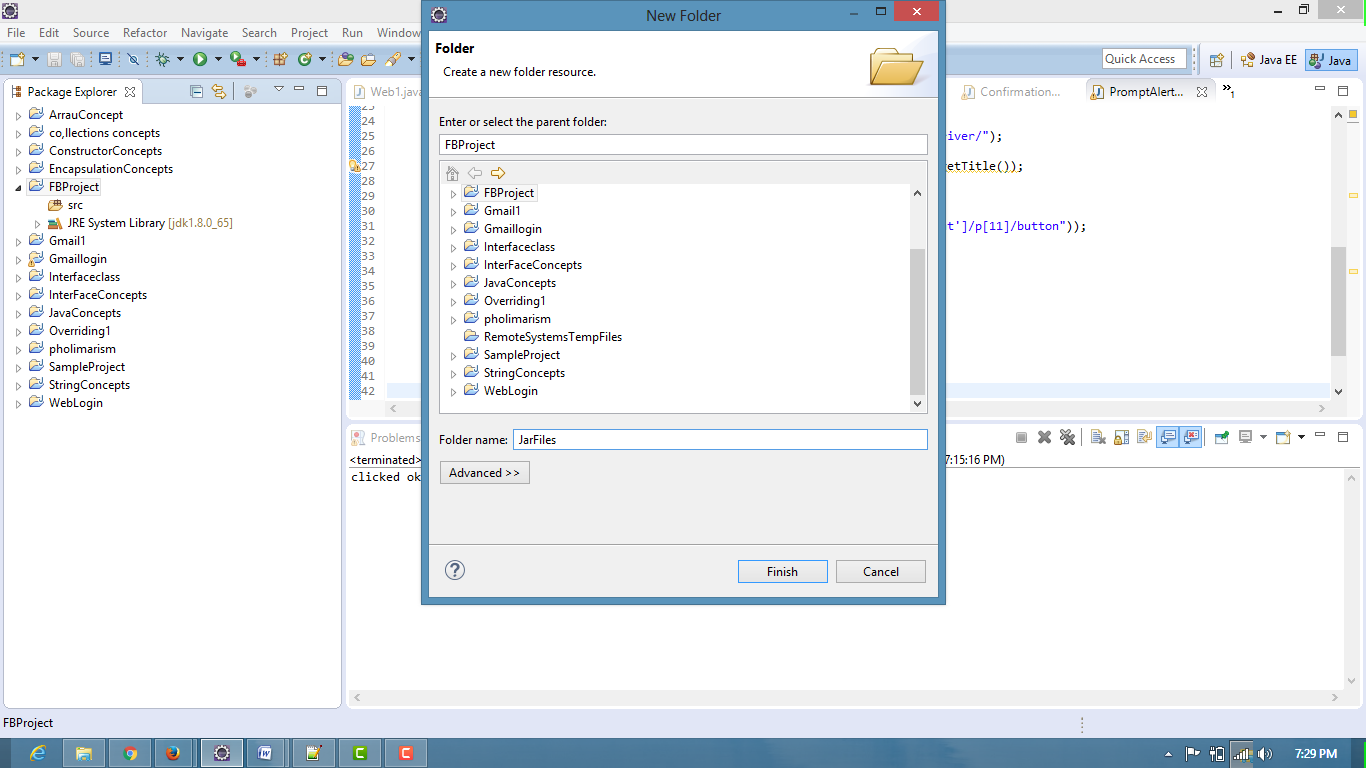 New Folder
File Edit Source Refactor Navigate Search Project Run Window
Quick Access
Java EE
Java
Package Explorer
ArrauConcept
co,llections concepts
ConstructorConcepts
EncapsulationConcepts
FBProject
src
JRE System Library [jdk1.8.0_65]
Gmail1
Gmaillogin
Interfaceclass
InterFaceConcepts
JavaConcepts
Overriding1
pholimarism
SampleProject
StringConcepts
WebLogin
Web1.java
Confirmation...
PromptAlert...
»1
23
24
25
iver/");
26
27
etTitle());
28
29
30
31
t']/p[11]/button"));
32
33
34
35
36
37
38
39
40
41
42
Folder
Create a new folder resource.
Enter or select the parent folder:
FBProject
FBProject
Gmail1
Gmaillogin
Interfaceclass
InterFaceConcepts
JavaConcepts
Overriding1
pholimarism
RemoteSystemsTempFiles
SampleProject
StringConcepts
WebLogin
Folder name: JarFiles
Advanced >>
Finish
Cancel
Problems
<terminated>
7:15:16 PM)
clicked ok
FBProject
7:29 PM